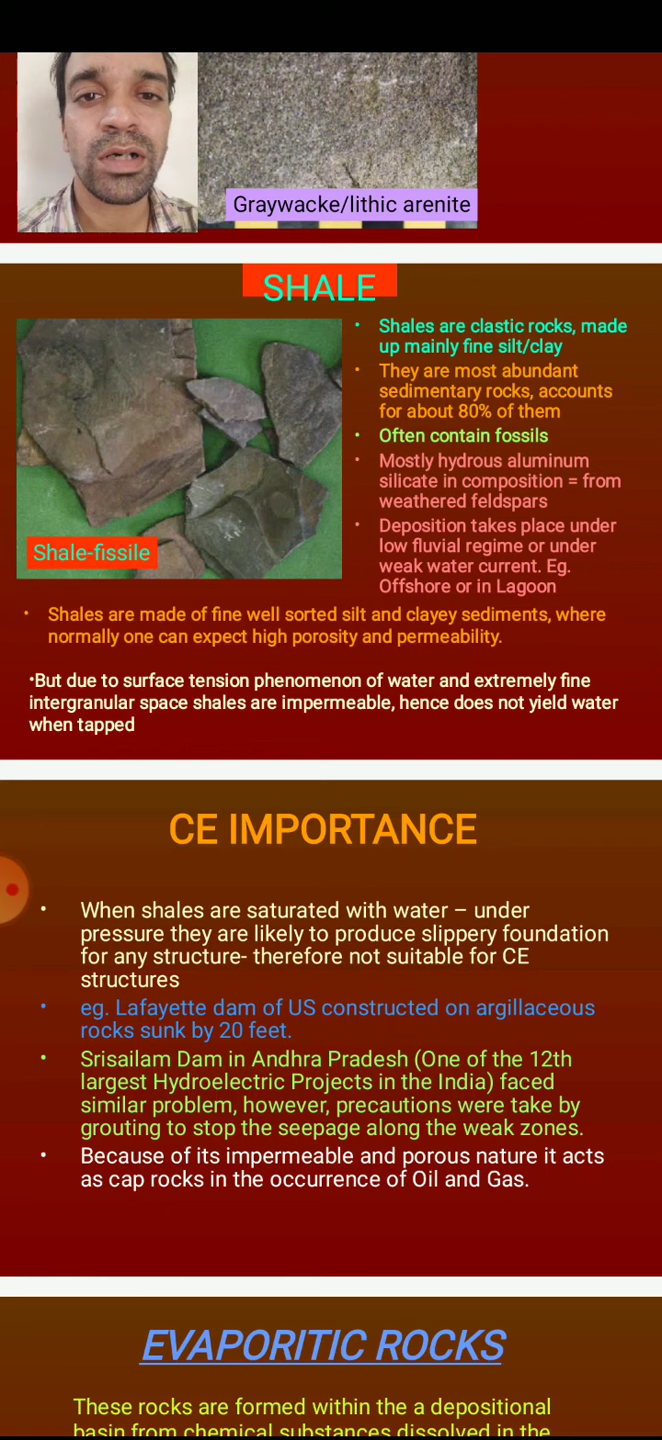 Graywacke/lithic arenite
SHALE
• Shales are clastic rocks, made
up mainly fine silt/clay
• They are most abundant
sedimentary rocks, accounts
for about 80% of them
• Often contain fossils
• Mostly hydrous aluminum
silicate in composition = from
weathered feldspars
• Deposition takes place under
low fluvial regime or under
weak water current. Eg.
Offshore or in Lagoon
Shale-fissile
• Shales are made of fine well sorted silt and clayey sediments, where
normally one can expect high porosity and permeability.
•But due to surface tension phenomenon of water and extremely fine
intergranular space shales are impermeable, hence does not yield water
when tapped
CE IMPORTANCE
• When shales are saturated with water – under
pressure they are likely to produce slippery foundation
for any structure- therefore not suitable for CE
structures
• eg. Lafayette dam of US constructed on argillaceous
rocks sunk by 20 feet.
• Srisailam Dam in Andhra Pradesh (One of the 12th
largest Hydroelectric Projects in the India) faced
similar problem, however, precautions were take by
grouting to stop the seepage along the weak zones.
• Because of its impermeable and porous nature it acts
as cap rocks in the occurrence of Oil and Gas.
EVAPORITIC ROCKS
These rocks are formed within the a depositional
basin from chemical substances dissolved in the